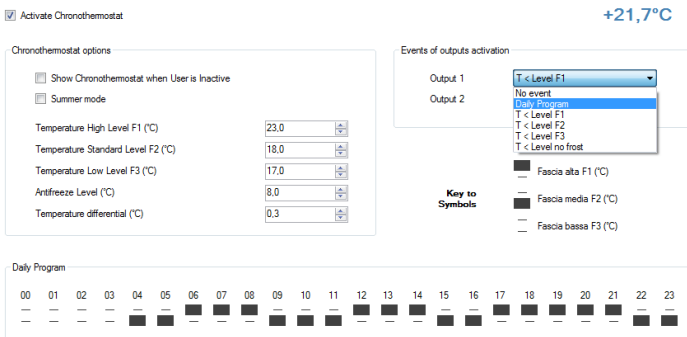 Activate Chronothermostat
+21,7°C
Chronothermostat options
Show Chronothermostat when User is Inactive
Summer mode
Temperature High Level F1 (°C)
23,0
Temperature Standard Level F2 (°C)
18,0
Temperature Low Level F3 (°C)
17,0
Antifreeze Level (°C)
8,0
Temperature differential (°C)
0,3
Events of outputs activation
Output 1
T < Level F1
Output 2
No event
Daily Program
T < Level F1
T < Level F2
T < Level F3
T < Level no frost
Key to
Symbols
Fascia alta F1 (°C)
Fascia media F2 (°C)
Fascia bassa F3 (°C)
Daily Program
00 01 02 03 04 05 06 07 08 09 10 11 12 13 14 15 16 17 18 19 20 21 22 23